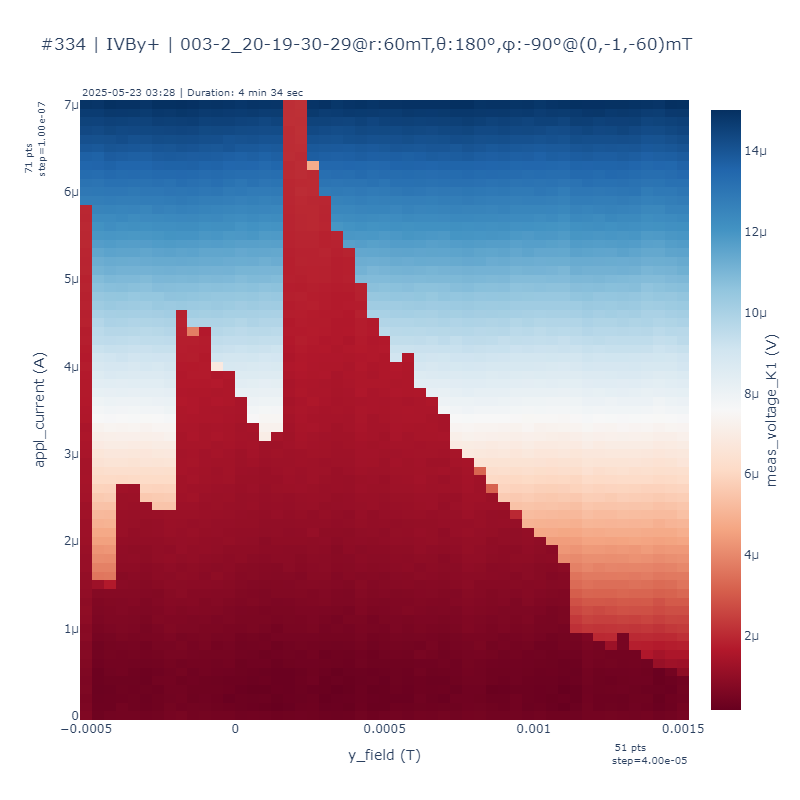 #334 | IVBy+ | 003-2_20-19-30-29@r:60mT,θ:180°,φ:-90°@(0,-1,-60)mT
2025-05-23 03:28 | Duration: 4 min 34 sec
71 pts
step=1.00e-07
7μ
6μ
5μ
4μ
3μ
2μ
1μ
0
appl_current (A)
−0.0005
0
0.0005
0.001
0.0015
y_field (T)
51 pts
step=4.00e-05
14μ
12μ
10μ
8μ
6μ
4μ
2μ
meas_voltage_K1 (V)